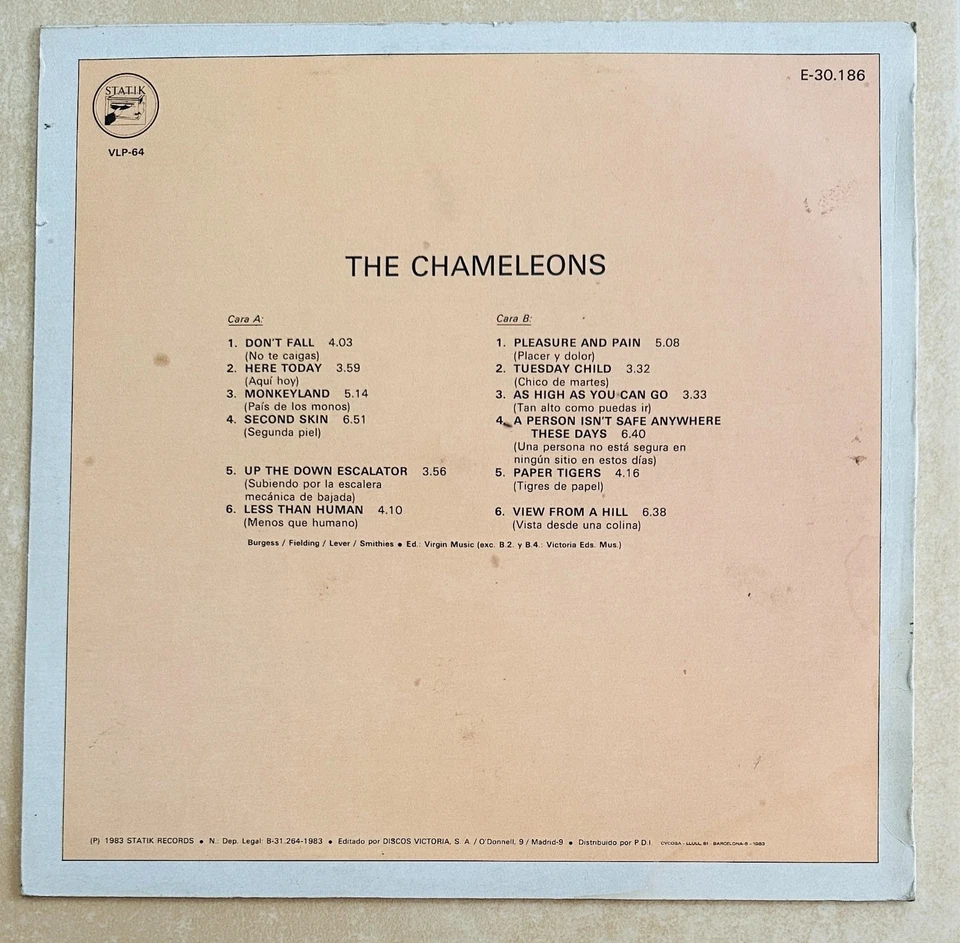 STATIK
VLP-64
E-30.186
THE CHAMELEONS
Cara A:
1. DON'T FALL 4.03
(No te caigas)
2. HERE TODAY 3.59
(Aquí hoy)
3. MONKEYLAND 5.14
(País de los monos)
4. SECOND SKIN 6.51
(Segunda piel)
5. UP THE DOWN ESCALATOR 3.56
(Subiendo por la escalera
mecánica de bajada)
6. LESS THAN HUMAN 4.10
(Menos que humano)
Cara B:
1. PLEASURE AND PAIN 5.08
(Placer y dolor)
2. TUESDAY CHILD 3.32
(Chico de martes)
3. AS HIGH AS YOU CAN GO 3.33
(Tan alto como puedas ir)
4. A PERSON ISN'T SAFE ANYWHERE
THESE DAYS 6.40
(Una persona no está segura en
ningún sitio en estos días)
5. PAPER TIGERS 4.16
(Tigres de papel)
6. VIEW FROM A HILL 6.38
(Vista desde una colina)
Burgess / Fielding / Lever / Smithies • Ed.: Virgin Music (exc. B.2. y B.4.: Victoria Eds. Mus.)
(P) 1983 STATIK RECORDS • N.: Dep. Legal: B-31.264-1983 • Editado por DISCOS VICTORIA, S. A. / O'Donnell, 9 / Madrid-9 • Distribuido por P.D.I. CYCOSA - LLULL, 51 - BARCELONA-5 - 1983